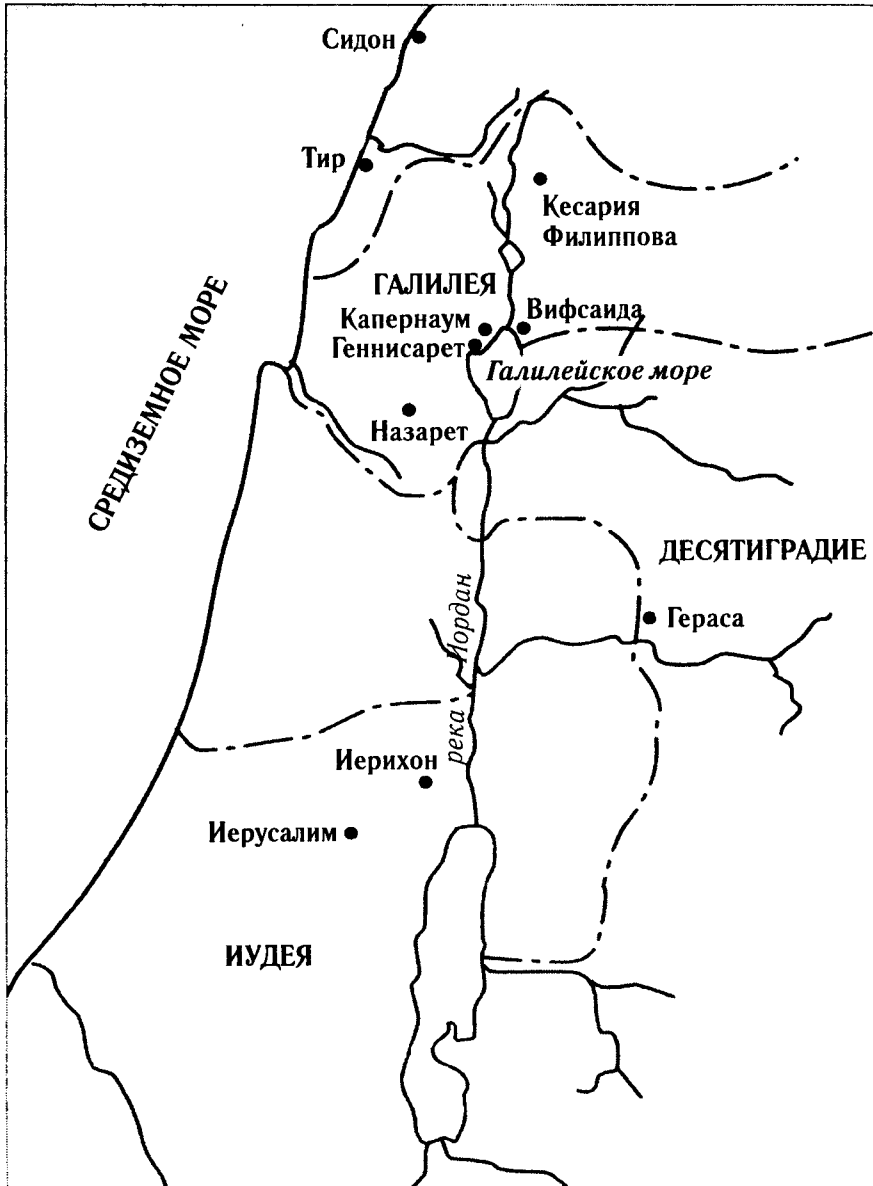 Сидон
Тир
Кесария
Филиппова
СРЕДИЗЕМНОЕ МОРЕ
ГАЛИЛЕЯ
Капернаум
Вифсаида
Геннисарет
Галилейское море
Назарет
ДЕСЯТИГРАДИЕ
Гераса
река Иордан
Иерихон
Иерусалим
ИУДЕЯ